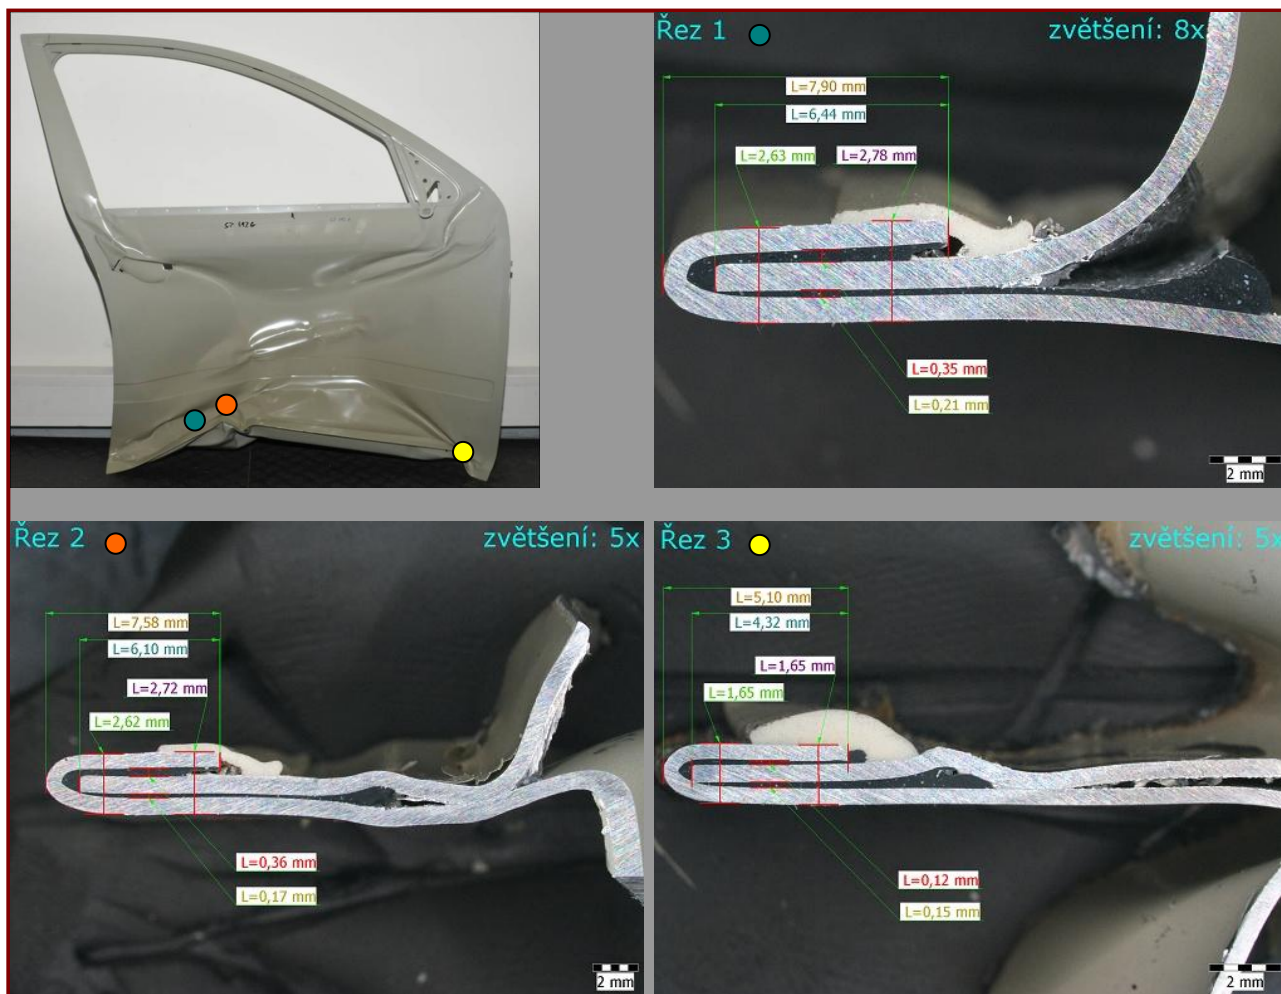 Řez 1
zvětšení: 8x
L=7,90 mm
L=6,44 mm
L=2,63 mm
L=2,78 mm
L=0,35 mm
L=0,21 mm
2 mm
Řez 2
zvětšení: 5x
L=7,58 mm
L=6,10 mm
L=2,72 mm
L=2,62 mm
L=0,36 mm
L=0,17 mm
2 mm
Řez 3
zvětšení: 5x
L=5,10 mm
L=4,32 mm
L=1,65 mm
L=1,65 mm
L=0,12 mm
L=0,15 mm
2 mm